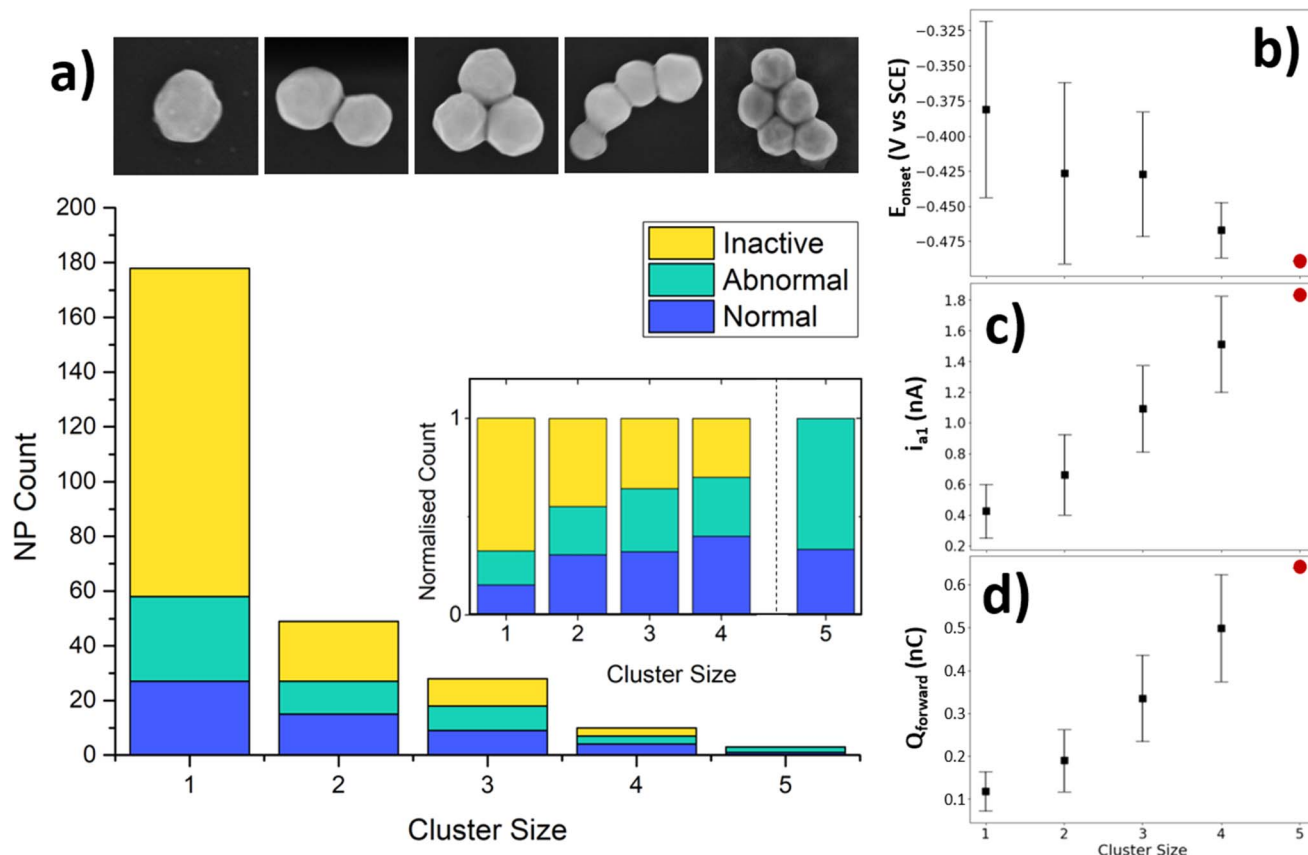 a)
200
180
160
140
120
100
80
60
40
20
0
NP Count
1 2 3 4 5
Cluster Size
Inactive
Abnormal
Normal
1
0
Normalised Count
1 2 3 4 5
Cluster Size
b)
−0.325
−0.350
−0.375
−0.400
−0.425
−0.450
−0.475
Eonset (V vs SCE)
c)
1.8
1.6
1.4
1.2
1.0
0.8
0.6
0.4
0.2
ia1 (nA)
d)
0.6
0.5
0.4
0.3
0.2
0.1
Qforward (nC)
1 2 3 4 5
Cluster Size